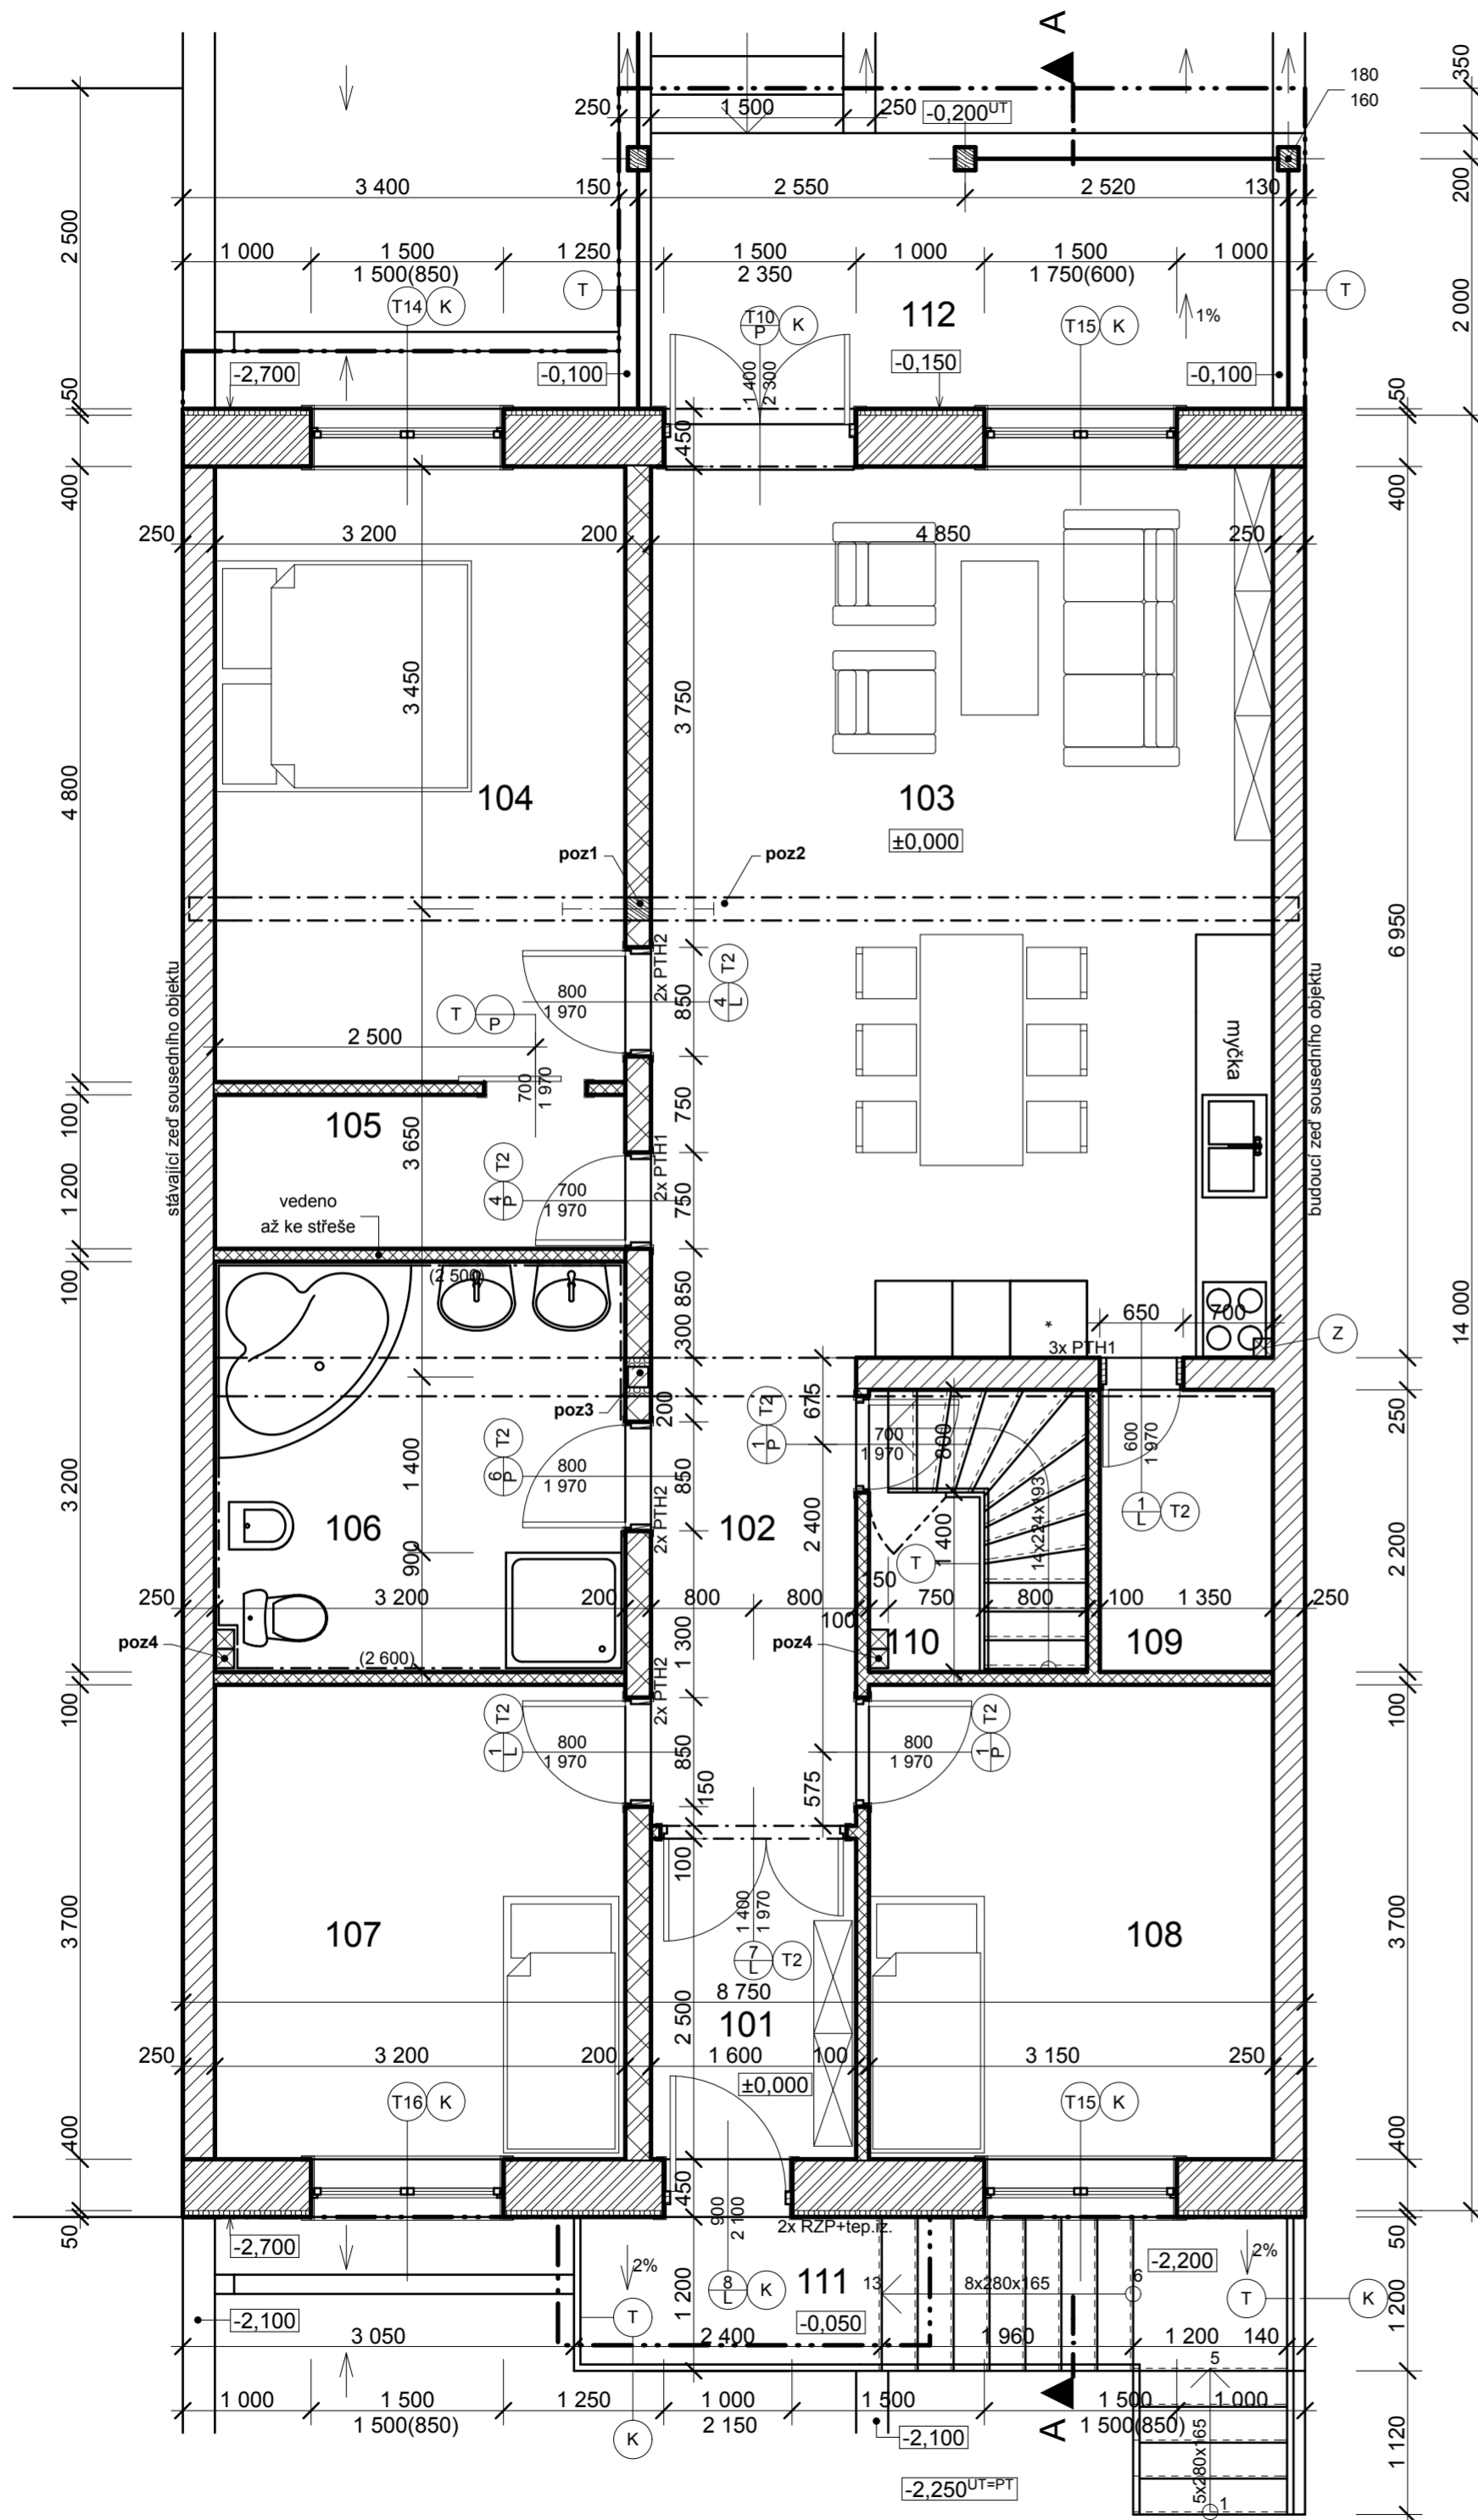 A
350
180
160
250
1 500
250
-0,200 UT
3 400
150
2 550
2 520
130
200
2 500
1 000
1 500
1 250
1 500
1 000
1 500
1 000
1 500(850)
2 350
1 750(600)
T
T
T14
K
T10
P
K
112
T15
K
1%
2 000
-2,700
-0,100
1 400
2 300
-0,150
-0,100
50
50
450
400
400
250
3 200
200
4 850
250
3 450
3 750
4 800
104
103
±0,000
poz1
poz2
6 950
stávající zeď sousedního objektu
budoucí zeď sousedního objektu
2x PTH2
T2
4
L
800
1 970
850
T
P
2 500
myčka
700
1 970
100
105
750
3 650
2x PTH1
T2
4
P
700
1 970
750
1 200
vedeno
až ke střeše
100
(2 500)
850
14 000
300
650
700
*
3x PTH1
Z
poz3
200
675
T2
1
P
700
1 970
800
600
1 970
250
T2
6
P
800
1 970
1 400
850
3 200
106
102
2 400
1 400
14x224x193
1
L
T2
2x PTH2
900
T
2 200
150
250
3 200
200
800
800
750
800
100
1 350
250
100
poz4
1 300
poz4
110
109
(2 600)
100
2x PTH2
100
T2
1
L
800
1 970
850
800
1 970
T2
1
P
150
575
100
3 700
107
1 400
1 970
108
3 700
7
L
T2
8 750
2 500
101
250
3 200
200
1 600
100
3 150
250
±0,000
T16
K
T15
K
400
400
450
900
2 100
2x RZP+tep.iz.
50
50
-2,700
2%
-2,200
2%
8
L
K
111
13
8x280x165
6
T
K
1 200
1 200
-2,100
T
-0,050
3 050
2 400
1 960
1 200
140
5
1 000
1 500
1 250
1 000
1 500
1 500
1 000
1 500(850)
2 150
1 500(850)
K
A
-2,100
5x280x165
1 120
-2,250 UT=PT
1